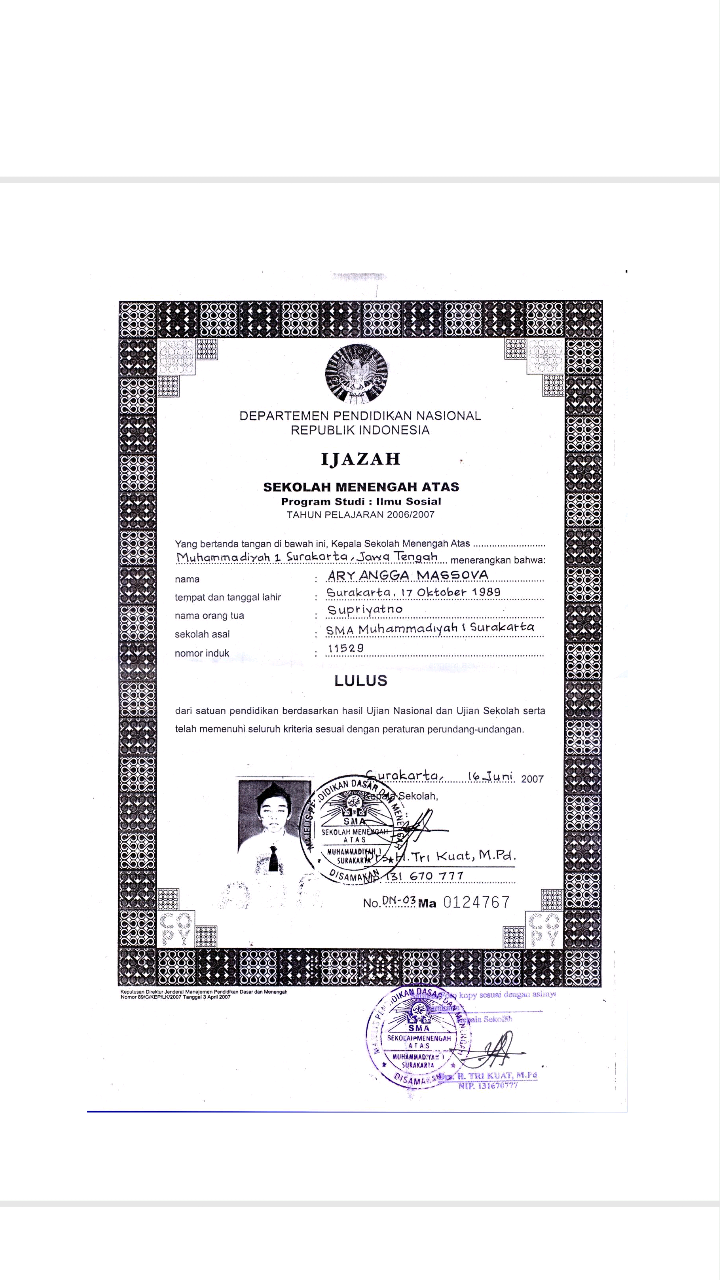 DEPARTEMEN PENDIDIKAN NASIONAL
REPUBLIK INDONESIA
IJAZAH
SEKOLAH MENENGAH ATAS
Program Studi : Ilmu Sosial
TAHUN PELAJARAN 2006/2007
Yang bertanda tangan di bawah ini, Kepala Sekolah Menengah Atas
Muhammadiyah 1 Surakarta, Jawa Tengah menerangkan bahwa:
nama : ARY ANGGA MASSOVA
tempat dan tanggal lahir : Surakarta, 17 Oktober 1989
nama orang tua : Supriyatno
sekolah asal : SMA Muhammadiyah 1 Surakarta
nomor induk : 11529
LULUS
dari satuan pendidikan berdasarkan hasil Ujian Nasional dan Ujian Sekolah serta
telah memenuhi seluruh kriteria sesuai dengan peraturan perundang-undangan.
Surakarta, 16 Juni 2007
Kepala Sekolah,
MAJELIS PENDIDIKAN DASAR DAN MENENGAH
SMA
SEKOLAH MENENGAH
ATAS
MUHAMMADIYAH 1
SURAKARTA
DISAMAKAN
Drs. H. Tri Kuat, M.Pd.
131 670 777
No. DN-03 Ma 0124767
COPY
COPY
Keputusan Direktur Jenderal Manajemen Pendidikan Dasar dan Menengah
Nomor 89/C/KEP/LK/2007 Tanggal 3 April 2007
kopy sesuai dengan aslinya
Kepala Sekolah
MAJELIS PENDIDIKAN DASAR DAN MENENGAH
SMA
SEKOLAH MENENGAH
ATAS
MUHAMMADIYAH 1
SURAKARTA
DISAMAKAN
Drs. H. TRI KUAT, M.Pd
NIP. 131670777